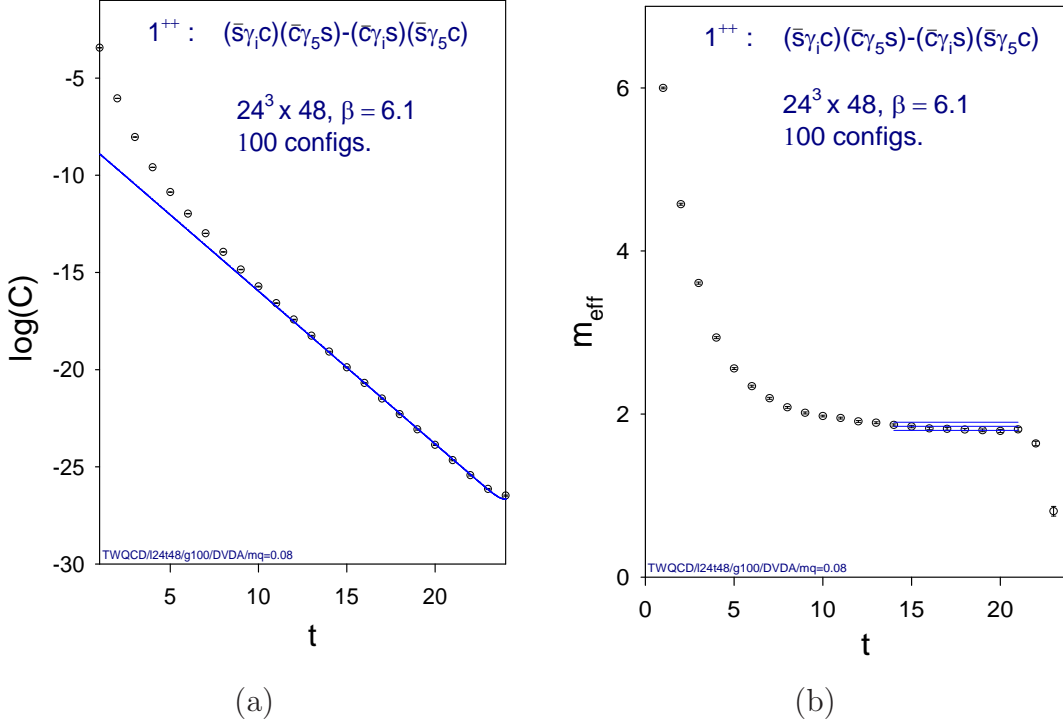 1⁺⁺ : (s̄γᵢc)(c̄γ₅s)-(c̄γᵢs)(s̄γ₅c)
24³ x 48, β = 6.1
100 configs.
-5
-10
-15
-20
-25
-30
log(C)
TWQCD/l24t48/g100/DVDA/mq=0.08
5
10
15
20
t
(a)
1⁺⁺ : (s̄γᵢc)(c̄γ₅s)-(c̄γᵢs)(s̄γ₅c)
24³ x 48, β = 6.1
100 configs.
6
4
2
0
m_eff
TWQCD/l24t48/g100/DVDA/mq=0.08
0
5
10
15
20
t
(b)